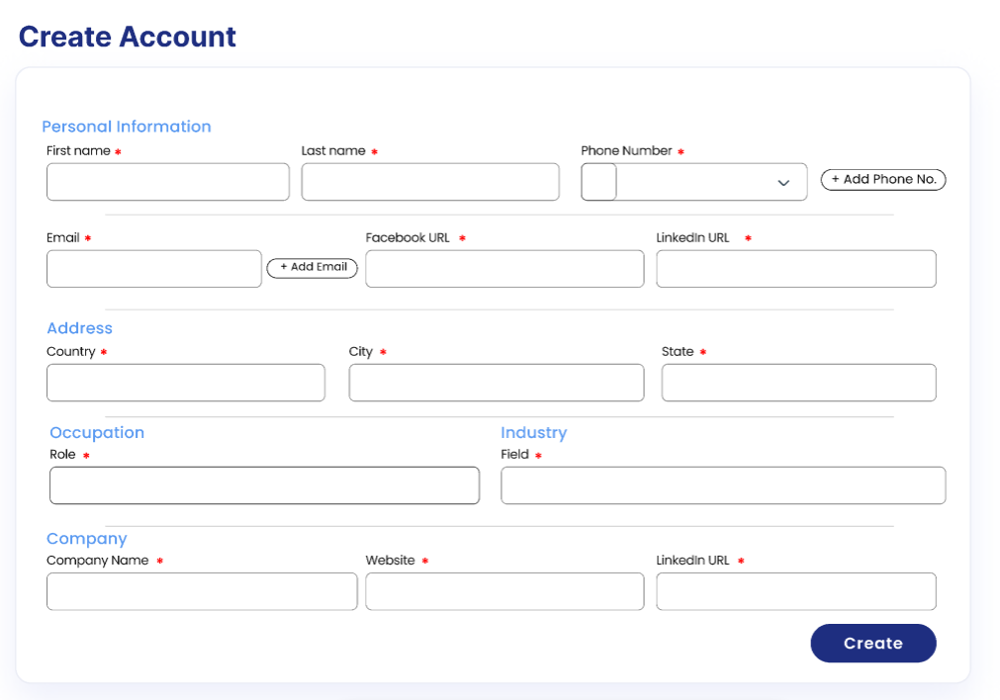 Create Account
Personal Information
First name * Last name * Phone Number *
+ Add Phone No.
Email * Facebook URL * LinkedIn URL *
+ Add Email
Address
Country * City * State *
Occupation Industry
Role * Field *
Company
Company Name * Website * LinkedIn URL *
Create